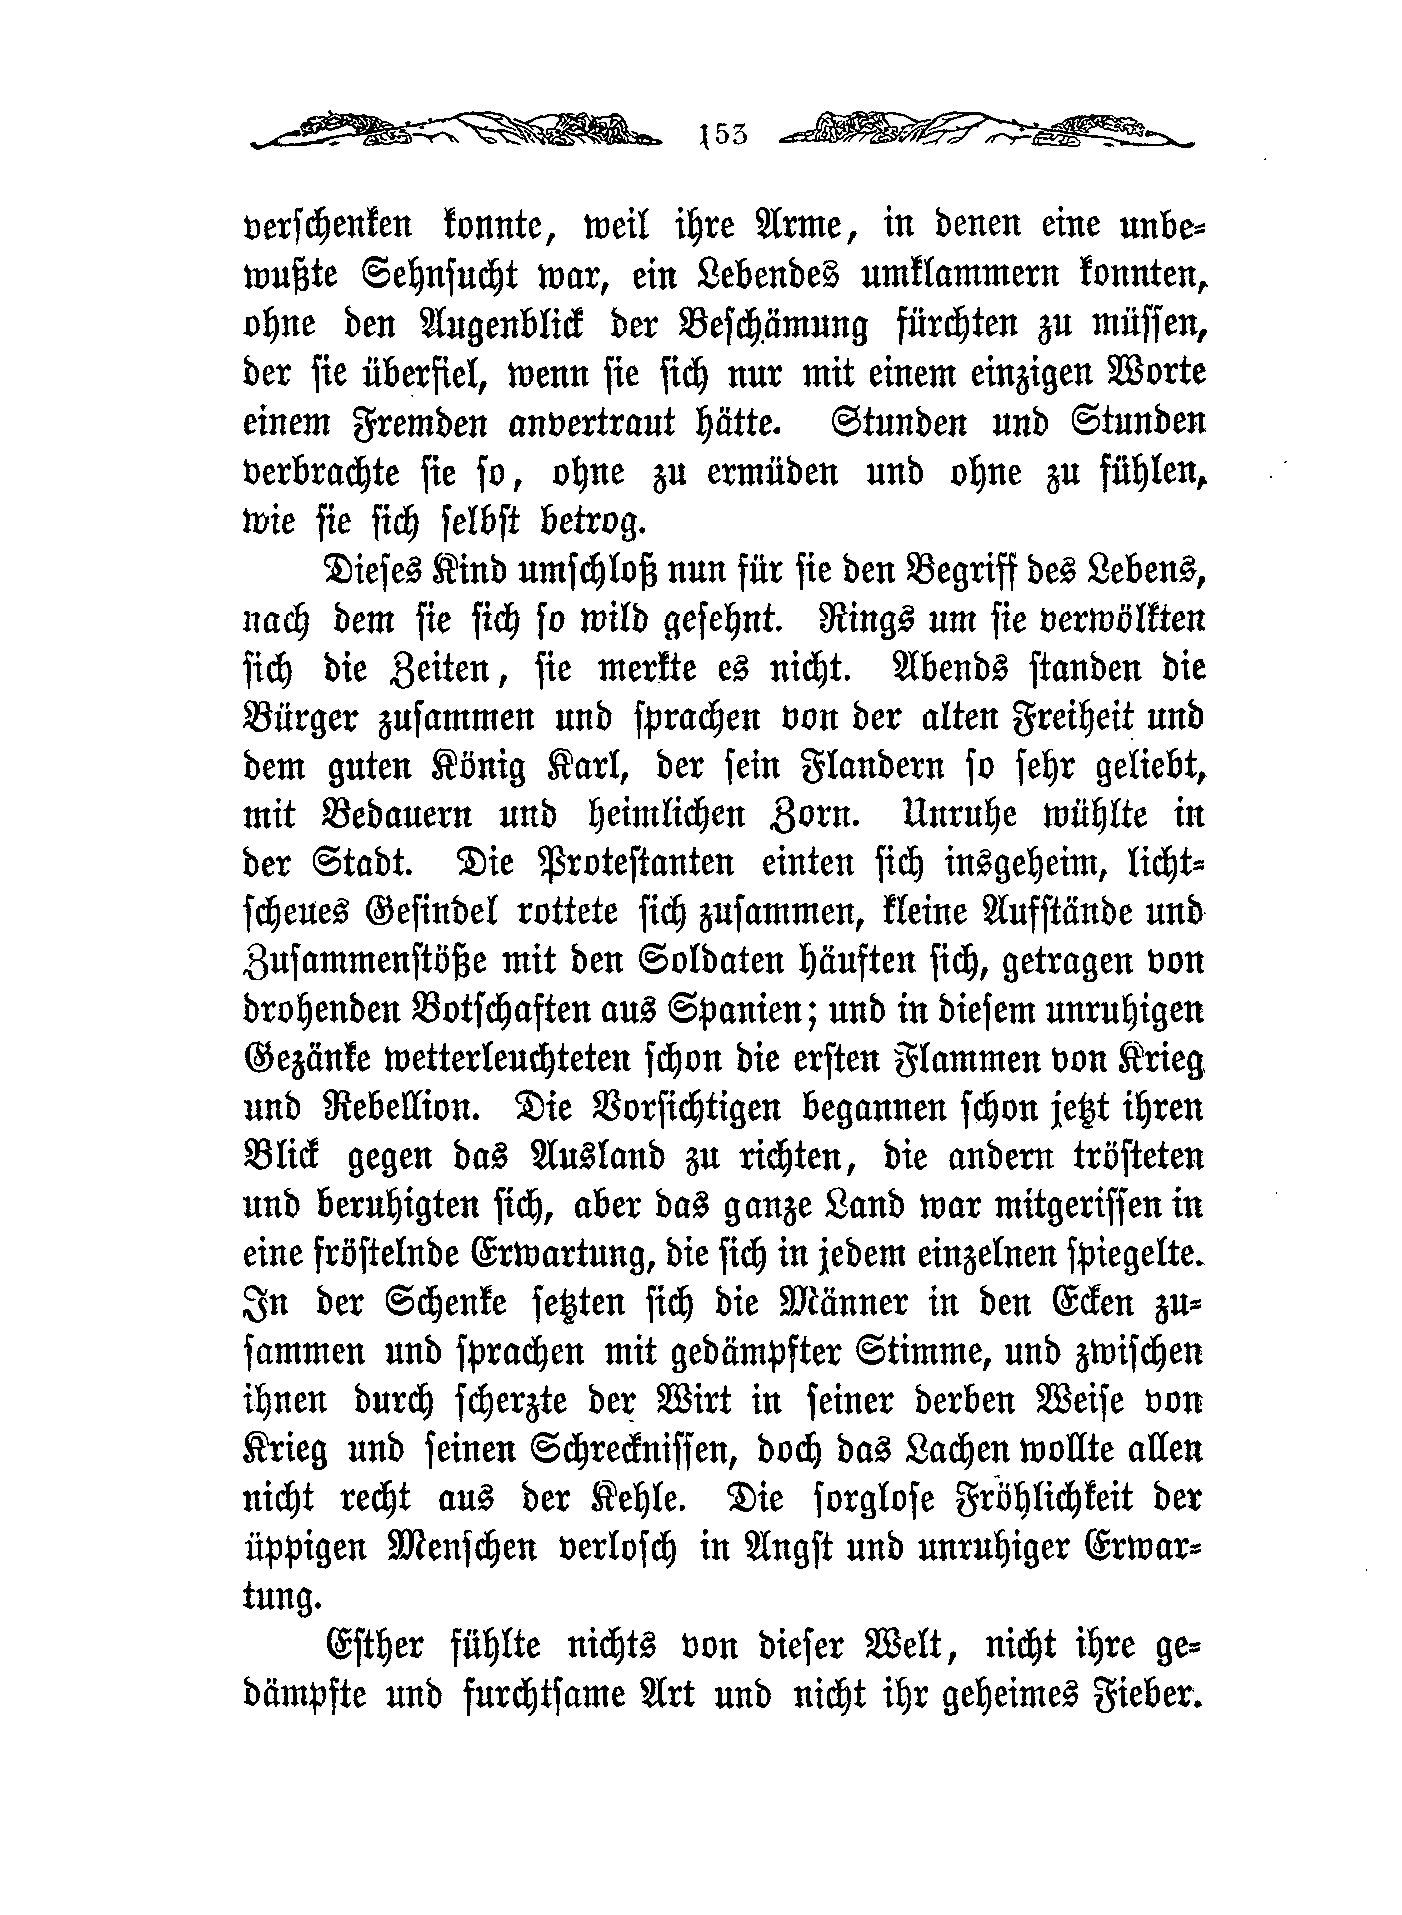 153
verſchenken konnte, weil ihre Arme, in denen eine unbe⸗
wußte Sehnſucht war, ein Lebendes umklammern konnten,
ohne den Augenblick der Beſchämung fürchten zu müſſen,
der ſie überfiel, wenn ſie ſich nur mit einem einzigen Worte
einem Fremden anvertraut hätte. Stunden und Stunden
verbrachte ſie ſo, ohne zu ermüden und ohne zu fühlen,
wie ſie ſich ſelbſt betrog.
Dieſes Kind umſchloß nun für ſie den Begriff des Lebens,
nach dem ſie ſich ſo wild geſehnt. Rings um ſie verwölkten
ſich die Zeiten, ſie merkte es nicht. Abends ſtanden die
Bürger zuſammen und ſprachen von der alten Freiheit und
dem guten König Karl, der ſein Flandern ſo ſehr geliebt,
mit Bedauern und heimlichen Zorn. Unruhe wühlte in
der Stadt. Die Proteſtanten einten ſich insgeheim, licht⸗
ſcheues Geſindel rottete ſich zuſammen, kleine Aufſtände und
Zuſammenſtöße mit den Soldaten häuften ſich, getragen von
drohenden Botſchaften aus Spanien; und in dieſem unruhigen
Gezänke wetterleuchteten ſchon die erſten Flammen von Krieg
und Rebellion. Die Vorſichtigen begannen ſchon jetzt ihren
Blick gegen das Ausland zu richten, die andern tröſteten
und beruhigten ſich, aber das ganze Land war mitgeriſſen in
eine fröſtelnde Erwartung, die ſich in jedem einzelnen ſpiegelte.
In der Schenke ſetzten ſich die Männer in den Ecken zu⸗
ſammen und ſprachen mit gedämpfter Stimme, und zwiſchen
ihnen durch ſcherzte der Wirt in ſeiner derben Weiſe von
Krieg und ſeinen Schreckniſſen, doch das Lachen wollte allen
nicht recht aus der Kehle. Die ſorgloſe Fröhlichkeit der
üppigen Menſchen verloſch in Angſt und unruhiger Erwar⸗
tung.
Eſther fühlte nichts von dieſer Welt, nicht ihre ge⸗
dämpfte und furchtſame Art und nicht ihr geheimes Fieber.